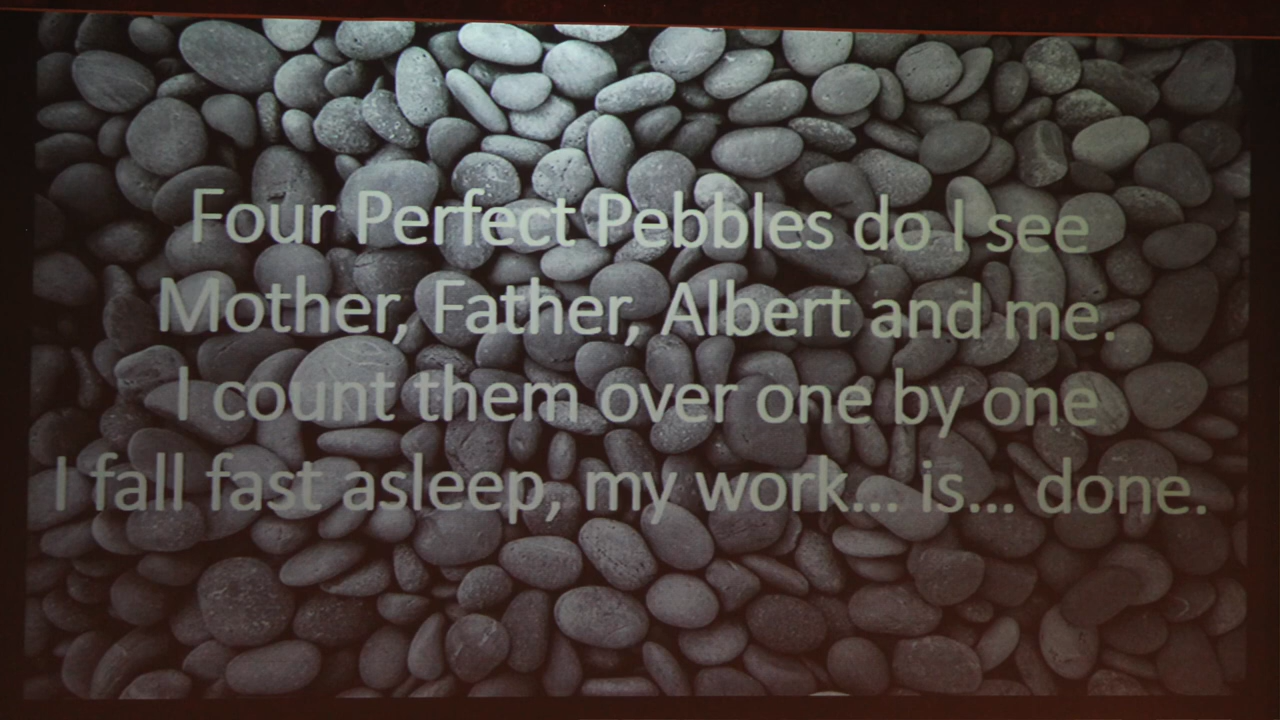 Four Perfect Pebbles do I see
Mother, Father, Albert and me.
I count them over one by one
I fall fast asleep, my work... is... done.